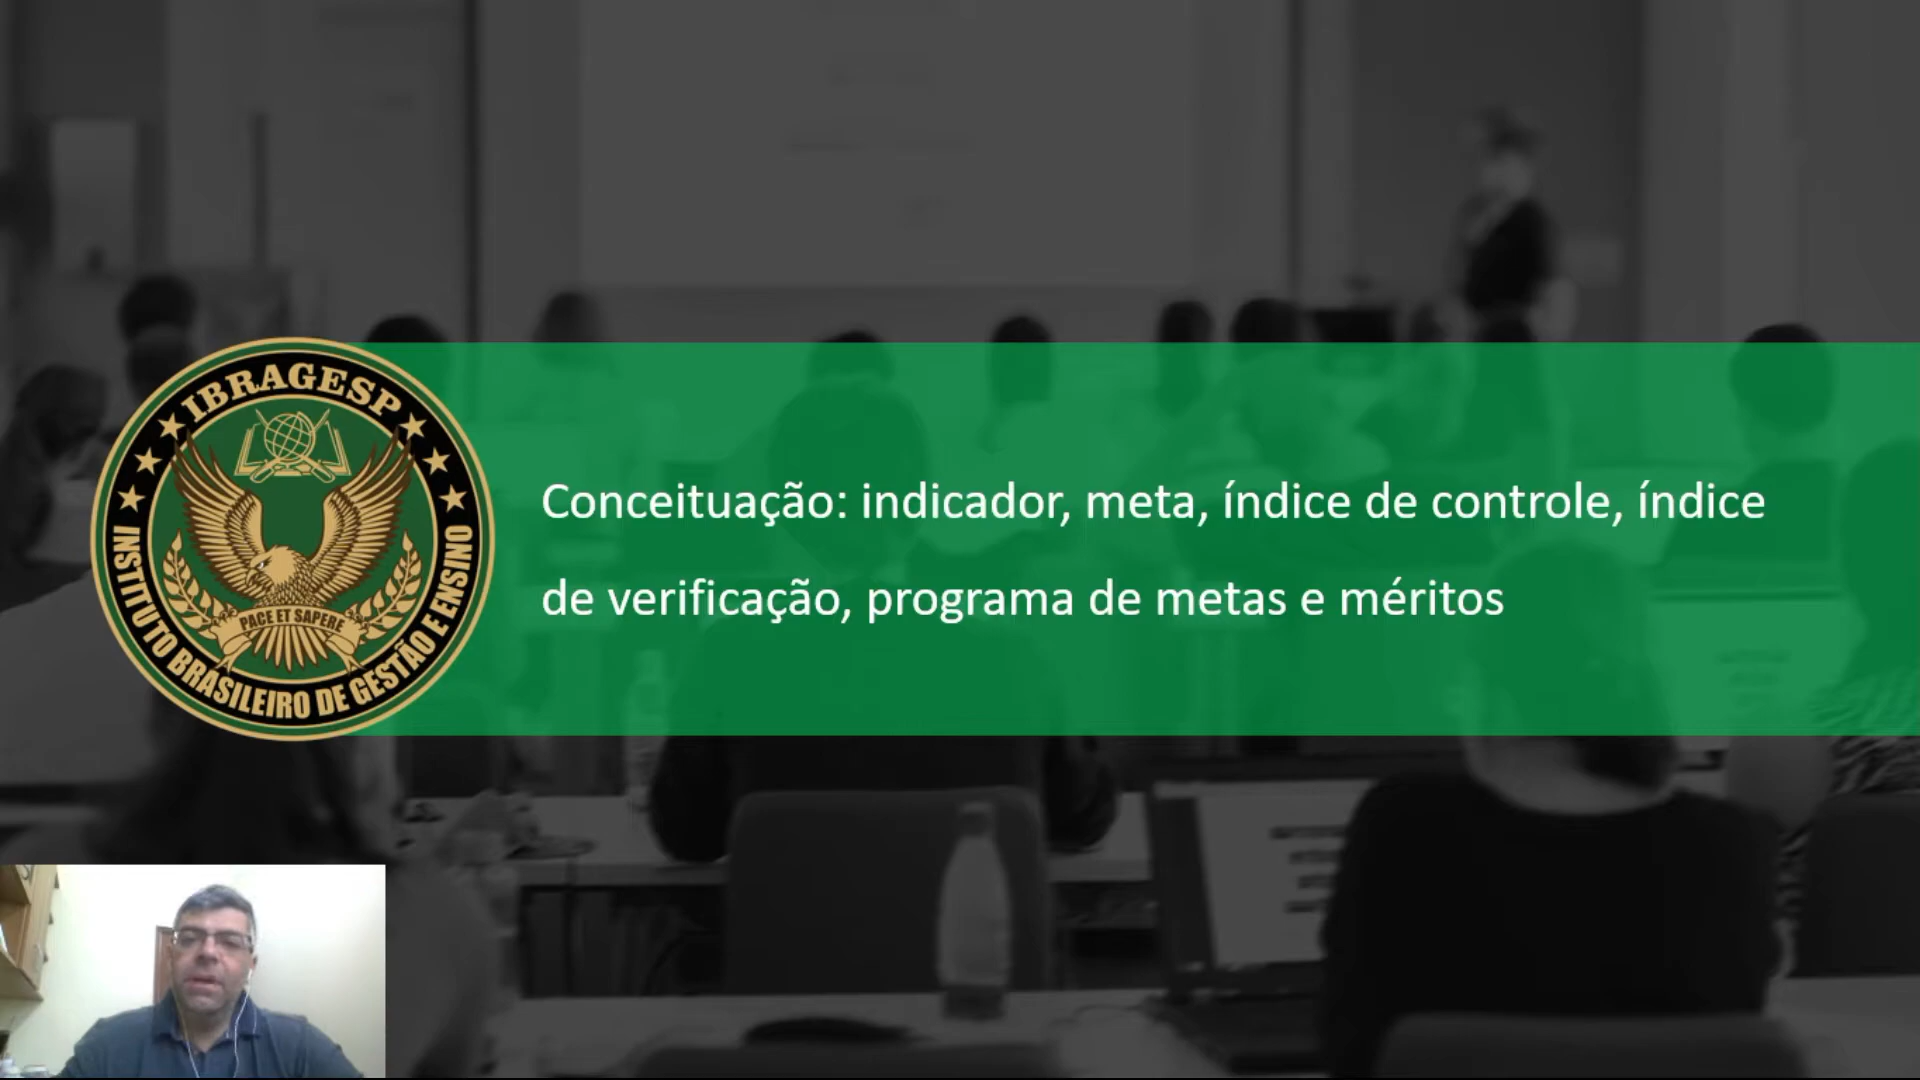 IBRAGESP
PACE ET SAPERE
INSTITUTO BRASILEIRO DE GESTÃO E ENSINO
Conceituação: indicador, meta, índice de controle, índice
de verificação, programa de metas e méritos